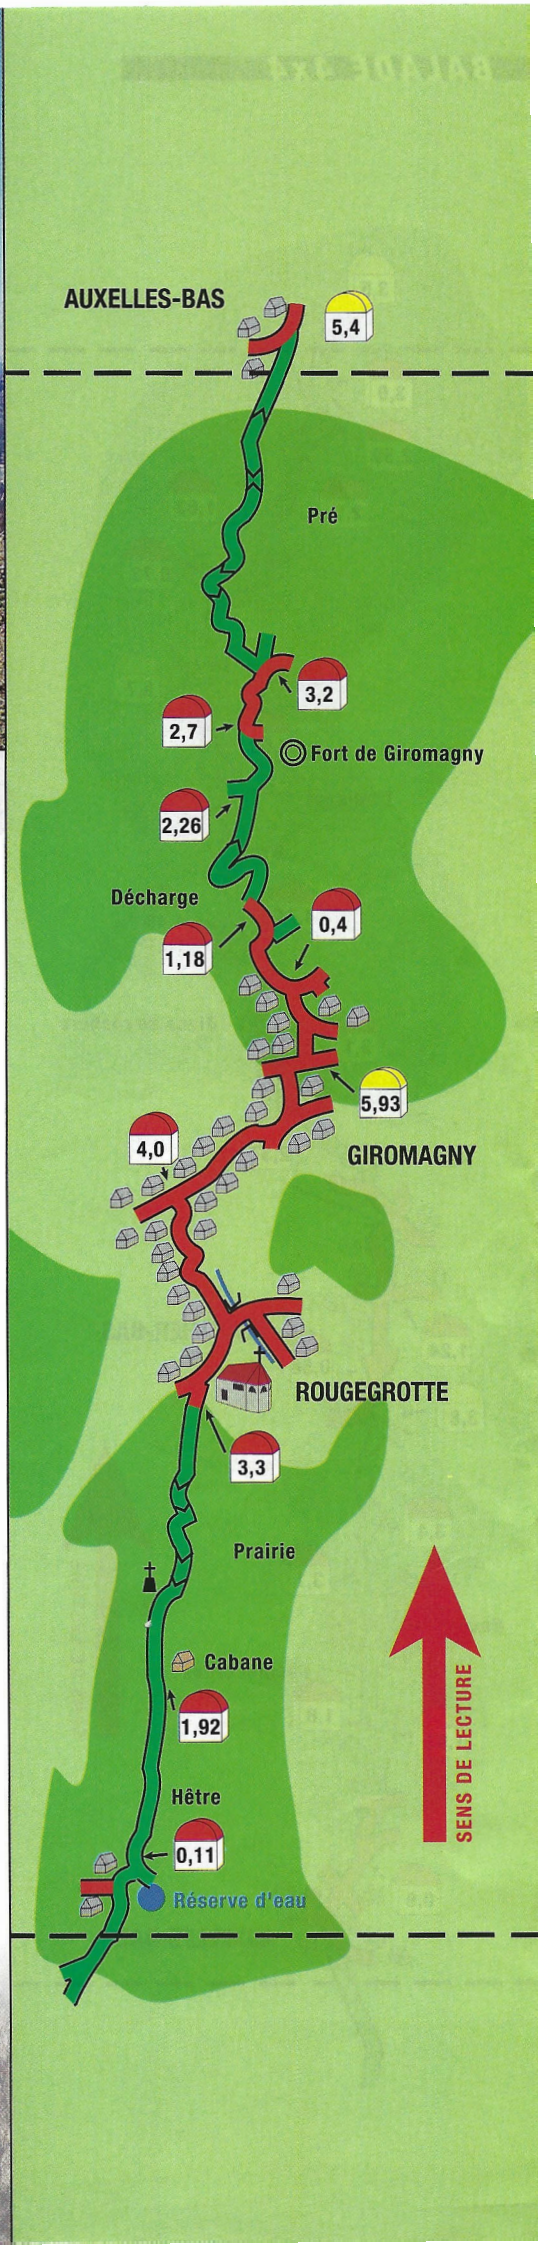 AUXELLES-BAS
5,4
Pré
3,2
2,7
Fort de Giromagny
2,26
Décharge
0,4
1,18
5,93
4,0
GIROMAGNY
ROUGEGROTTE
3,3
Prairie
Cabane
1,92
SENS DE LECTURE
Hêtre
0,11
Réserve d'eau